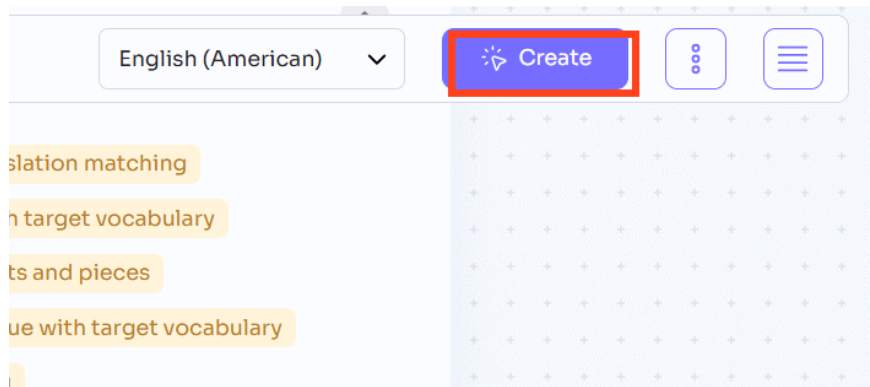 English (American)
Create
slation matching
target vocabulary
ts and pieces
ue with target vocabulary